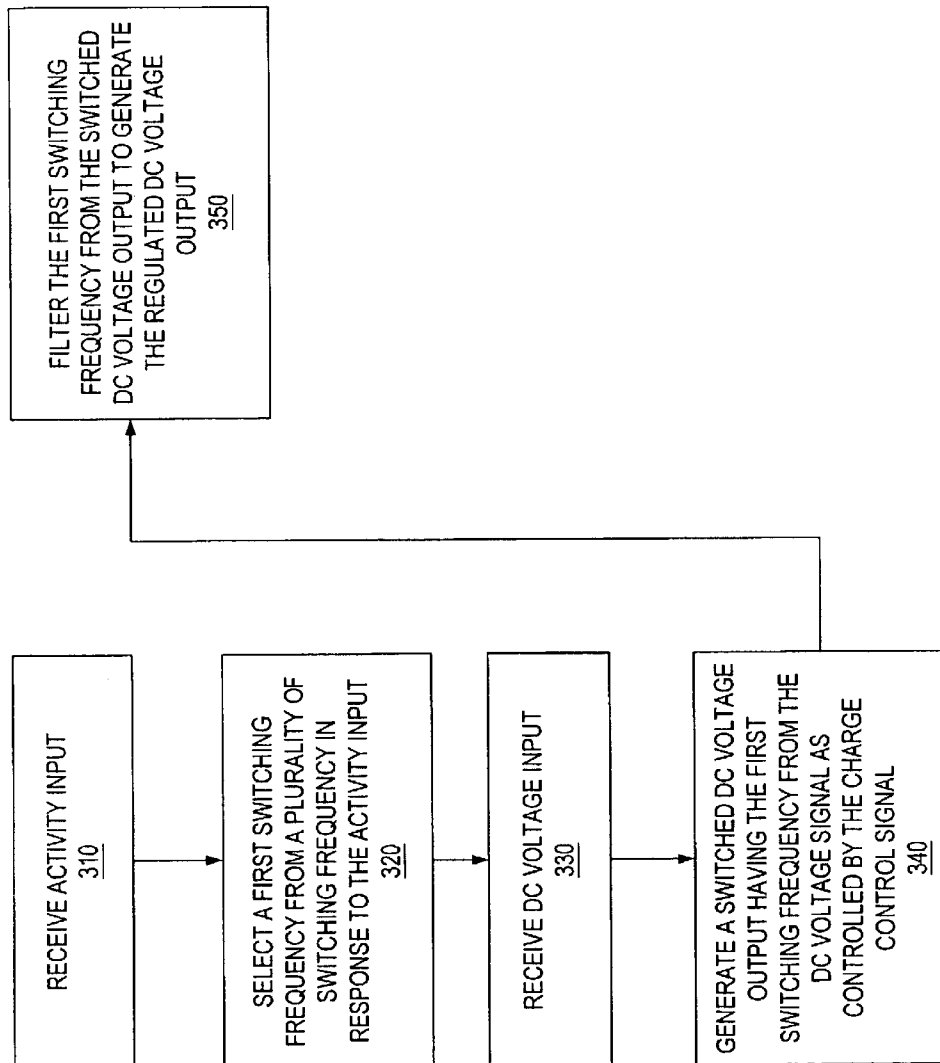 RECEIVE ACTIVITY INPUT
310
SELECT A FIRST SWITCHING
FREQUENCY FROM A PLURALITY OF
SWITCHING FREQUENCY IN
RESPONSE TO THE ACTIVITY INPUT
320
RECEIVE DC VOLTAGE INPUT
330
GENERATE A SWITCHED DC VOLTAGE
OUTPUT HAVING THE FIRST
SWITCHING FREQUENCY FROM THE
DC VOLTAGE SIGNAL AS
CONTROLLED BY THE CHARGE
CONTROL SIGNAL
340
FILTER THE FIRST SWITCHING
FREQUENCY FROM THE SWITCHED
DC VOLTAGE OUTPUT TO GENERATE
THE REGULATED DC VOLTAGE
OUTPUT
350